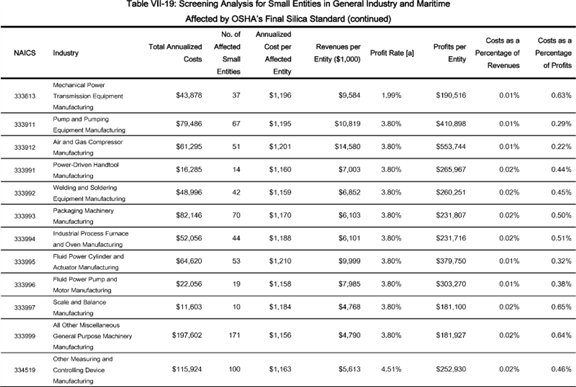 Table VII-19: Screening Analysis for Small Entities in General Industry and Maritime
Affected by OSHA's Final Silica Standard (continued)
NAICS Industry Total Annualized Costs No. of Affected Small Entities Annualized Cost per Affected Entity Revenues per Entity ($1,000) Profit Rate [a] Profits per Entity Costs as a Percentage of Revenues Costs as a Percentage of Profits
333613 Mechanical Power Transmission Equipment Manufacturing $43,878 37 $1,196 $9,584 1.99% $190,516 0.01% 0.63%
333911 Pump and Pumping Equipment Manufacturing $79,486 67 $1,195 $10,819 3.80% $410,898 0.01% 0.29%
333912 Air and Gas Compressor Manufacturing $61,295 51 $1,201 $14,580 3.80% $553,744 0.01% 0.22%
333991 Power-Driven Handtool Manufacturing $16,285 14 $1,160 $7,003 3.80% $265,967 0.02% 0.44%
333992 Welding and Soldering Equipment Manufacturing $48,996 42 $1,159 $6,852 3.80% $260,251 0.02% 0.45%
333993 Packaging Machinery Manufacturing $82,146 70 $1,170 $6,103 3.80% $231,807 0.02% 0.50%
333994 Industrial Process Furnace and Oven Manufacturing $52,056 44 $1,188 $6,101 3.80% $231,716 0.02% 0.51%
333995 Fluid Power Cylinder and Actuator Manufacturing $64,620 53 $1,210 $9,999 3.80% $379,750 0.01% 0.32%
333996 Fluid Power Pump and Motor Manufacturing $22,056 19 $1,158 $7,985 3.80% $303,270 0.01% 0.38%
333997 Scale and Balance Manufacturing $11,603 10 $1,184 $4,768 3.80% $181,100 0.02% 0.65%
333999 All Other Miscellaneous General Purpose Machinery Manufacturing $197,602 171 $1,156 $4,790 3.80% $181,927 0.02% 0.64%
334519 Other Measuring and Controlling Device Manufacturing $115,924 100 $1,163 $5,613 4.51% $252,930 0.02% 0.46%